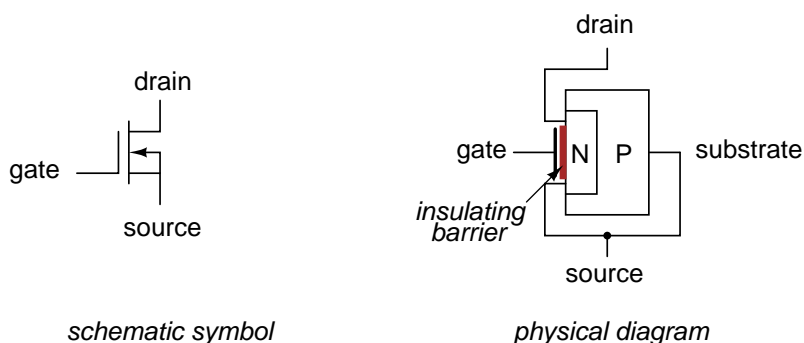 drain
gate
source
schematic symbol
drain
gate
N
P
substrate
insulating
barrier
source
physical diagram